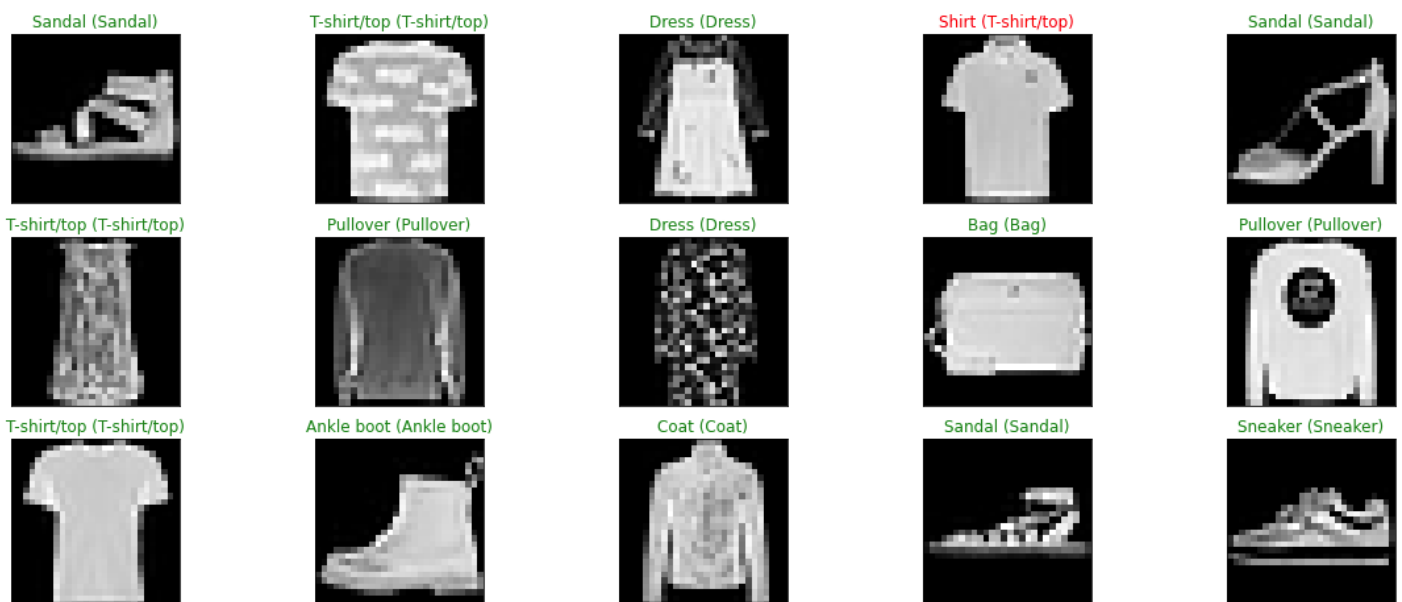 Sandal (Sandal)
T-shirt/top (T-shirt/top)
Dress (Dress)
Shirt (T-shirt/top)
Sandal (Sandal)
T-shirt/top (T-shirt/top)
Pullover (Pullover)
Dress (Dress)
Bag (Bag)
Pullover (Pullover)
T-shirt/top (T-shirt/top)
Ankle boot (Ankle boot)
Coat (Coat)
Sandal (Sandal)
Sneaker (Sneaker)